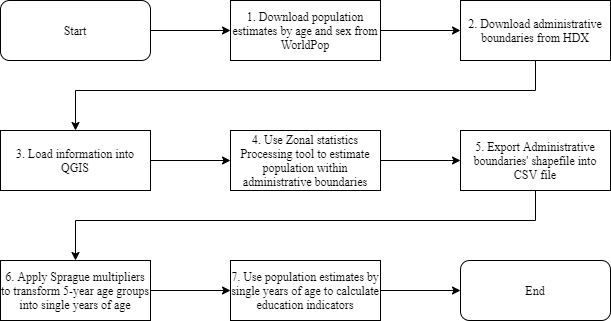 Start
1. Download population
estimates by age and sex from
WorldPop
2. Download administrative
boundaries from HDX
3. Load information into
QGIS
4. Use Zonal statistics
Processing tool to estimate
population within
administrative boundaries
5. Export Administrative
boundaries' shapefile into
CSV file
6. Apply Sprague multipliers
to transform 5-year age groups
into single years of age
7. Use population estimates by
single years of age to calculate
education indicators
End